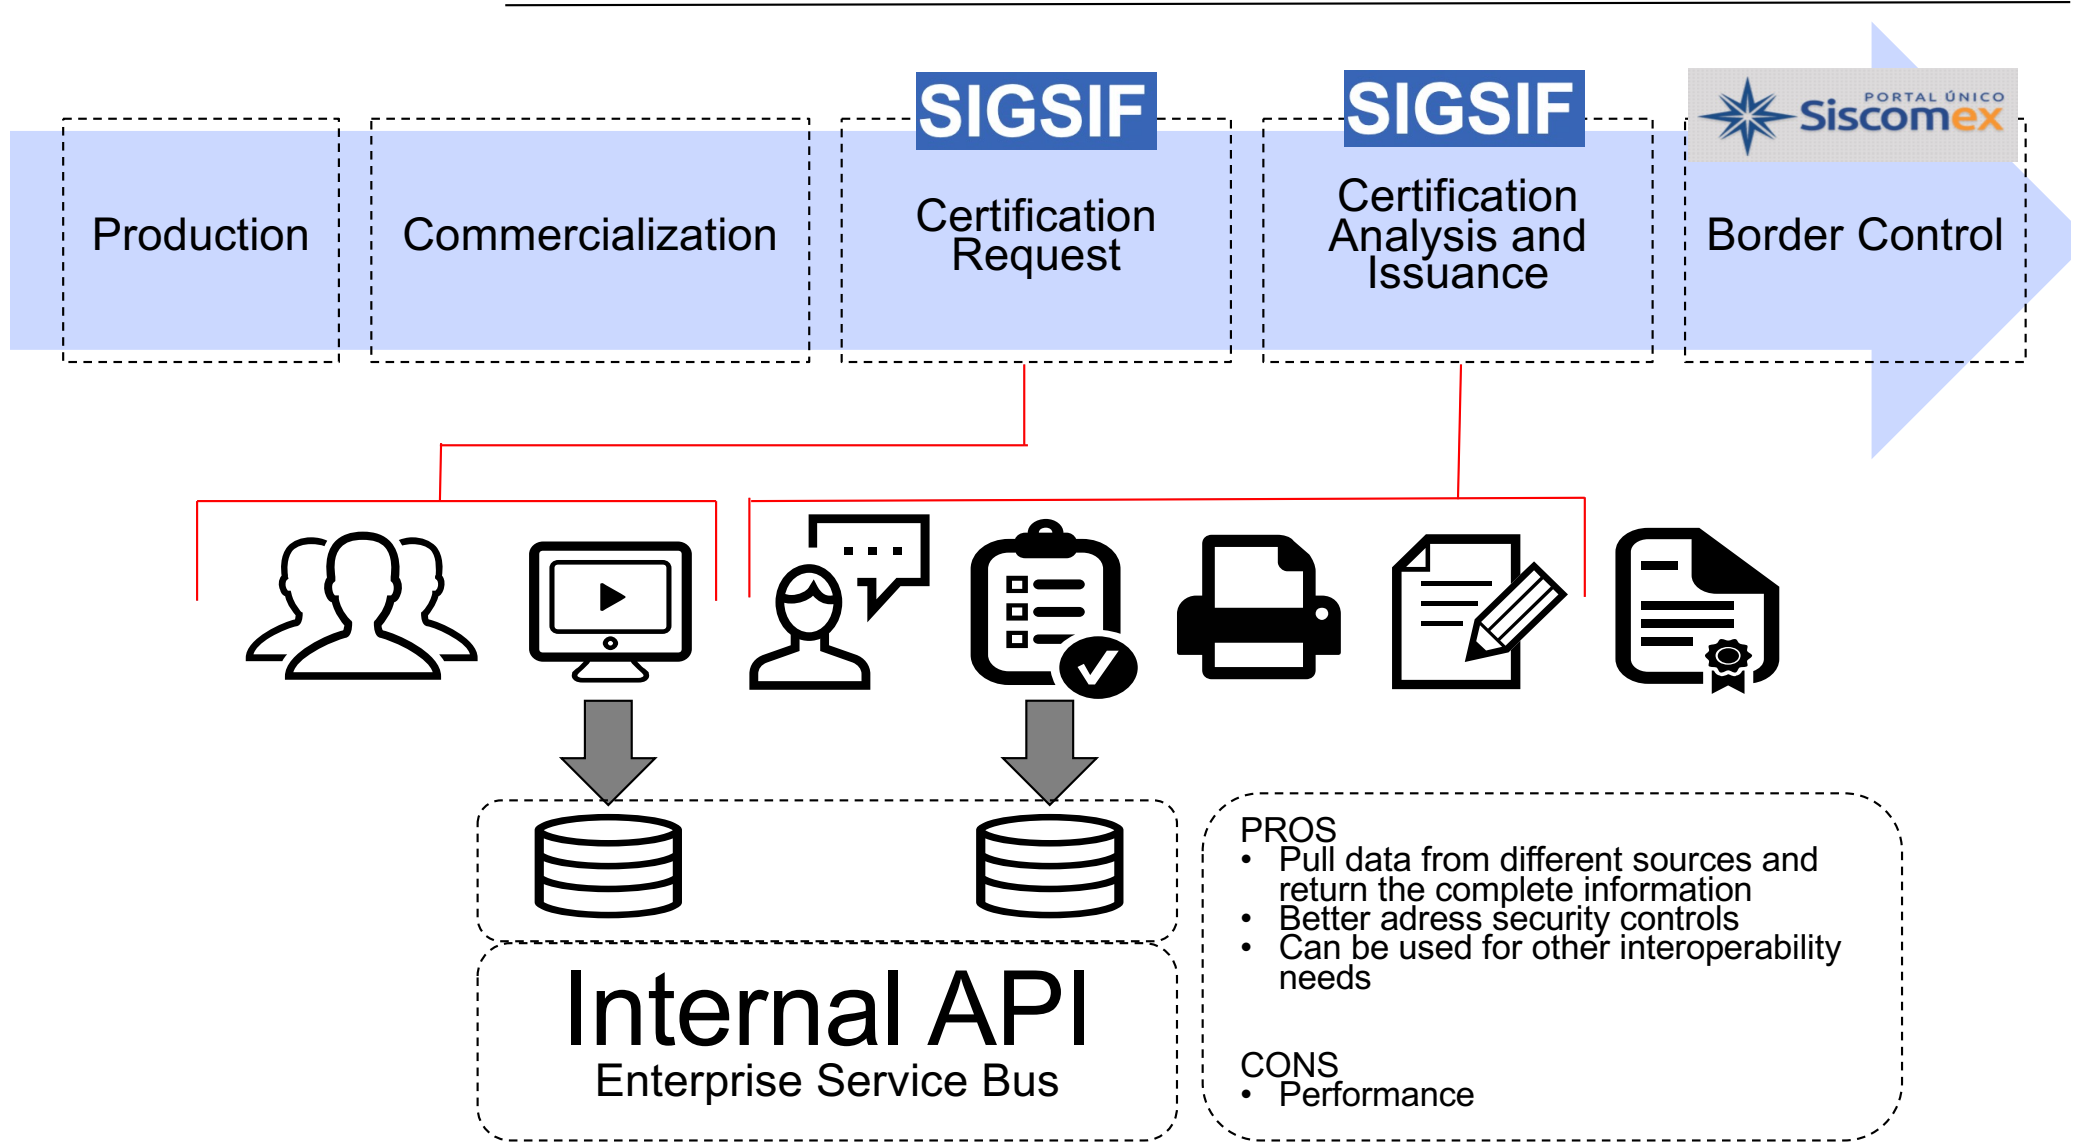 SIGSIF
SIGSIF
PORTAL ÚNICO
Siscomex
Production
Commercialization
Certification
Request
Certification
Analysis and
Issuance
Border Control
PROS
• Pull data from different sources and
return the complete information
• Better adress security controls
• Can be used for other interoperability
needs
CONS
• Performance
Internal API
Enterprise Service Bus